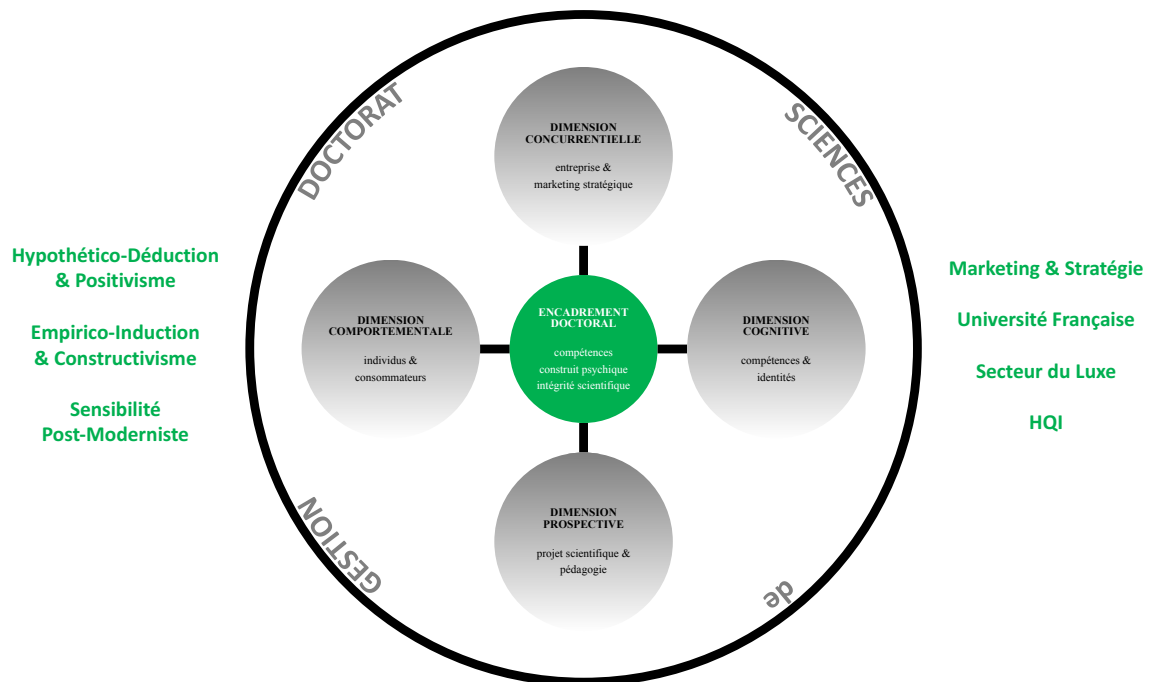 DOCTORAT
SCIENCES
de
GESTION
DIMENSION
CONCURRENTIELLE
entreprise &
marketing stratégique
Hypothético-Déduction
& Positivisme
Empirico-Induction
& Constructivisme
Sensibilité
Post-Moderniste
DIMENSION
COMPORTEMENTALE
individus &
consommateurs
ENCADREMENT
DOCTORAL
compétences
construit psychique
intégrité scientifique
DIMENSION
COGNITIVE
compétences &
identités
Marketing & Stratégie
Université Française
Secteur du Luxe
HQI
DIMENSION
PROSPECTIVE
projet scientifique &
pédagogie